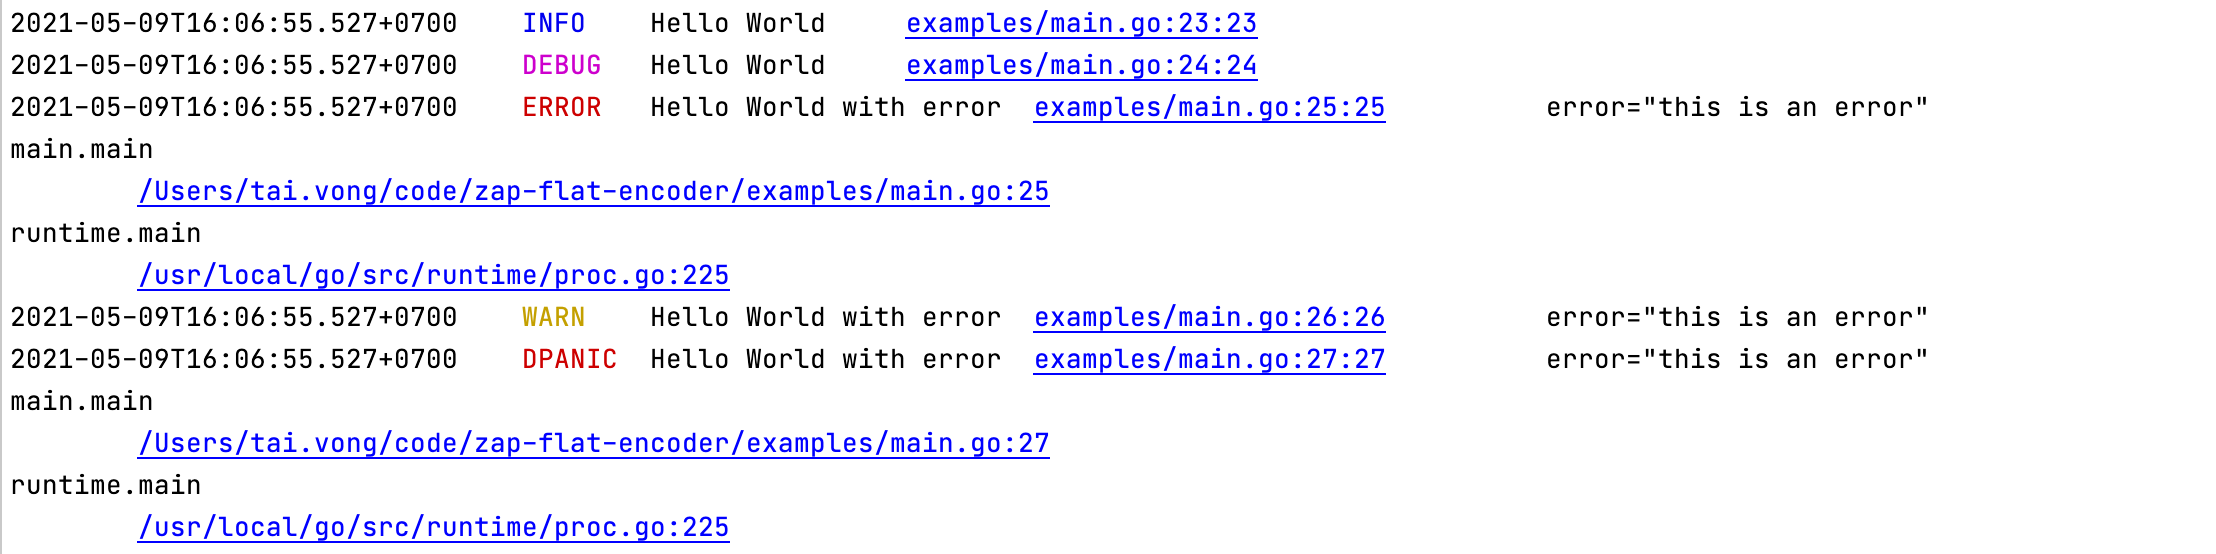 2021-05-09T16:06:55.527+0700    INFO    Hello World     examples/main.go:23:23
2021-05-09T16:06:55.527+0700    DEBUG   Hello World     examples/main.go:24:24
2021-05-09T16:06:55.527+0700    ERROR   Hello World with error  examples/main.go:25:25          error="this is an error"
main.main
        /Users/tai.vong/code/zap-flat-encoder/examples/main.go:25
runtime.main
        /usr/local/go/src/runtime/proc.go:225
2021-05-09T16:06:55.527+0700    WARN    Hello World with error  examples/main.go:26:26          error="this is an error"
2021-05-09T16:06:55.527+0700    DPANIC  Hello World with error  examples/main.go:27:27          error="this is an error"
main.main
        /Users/tai.vong/code/zap-flat-encoder/examples/main.go:27
runtime.main
        /usr/local/go/src/runtime/proc.go:225